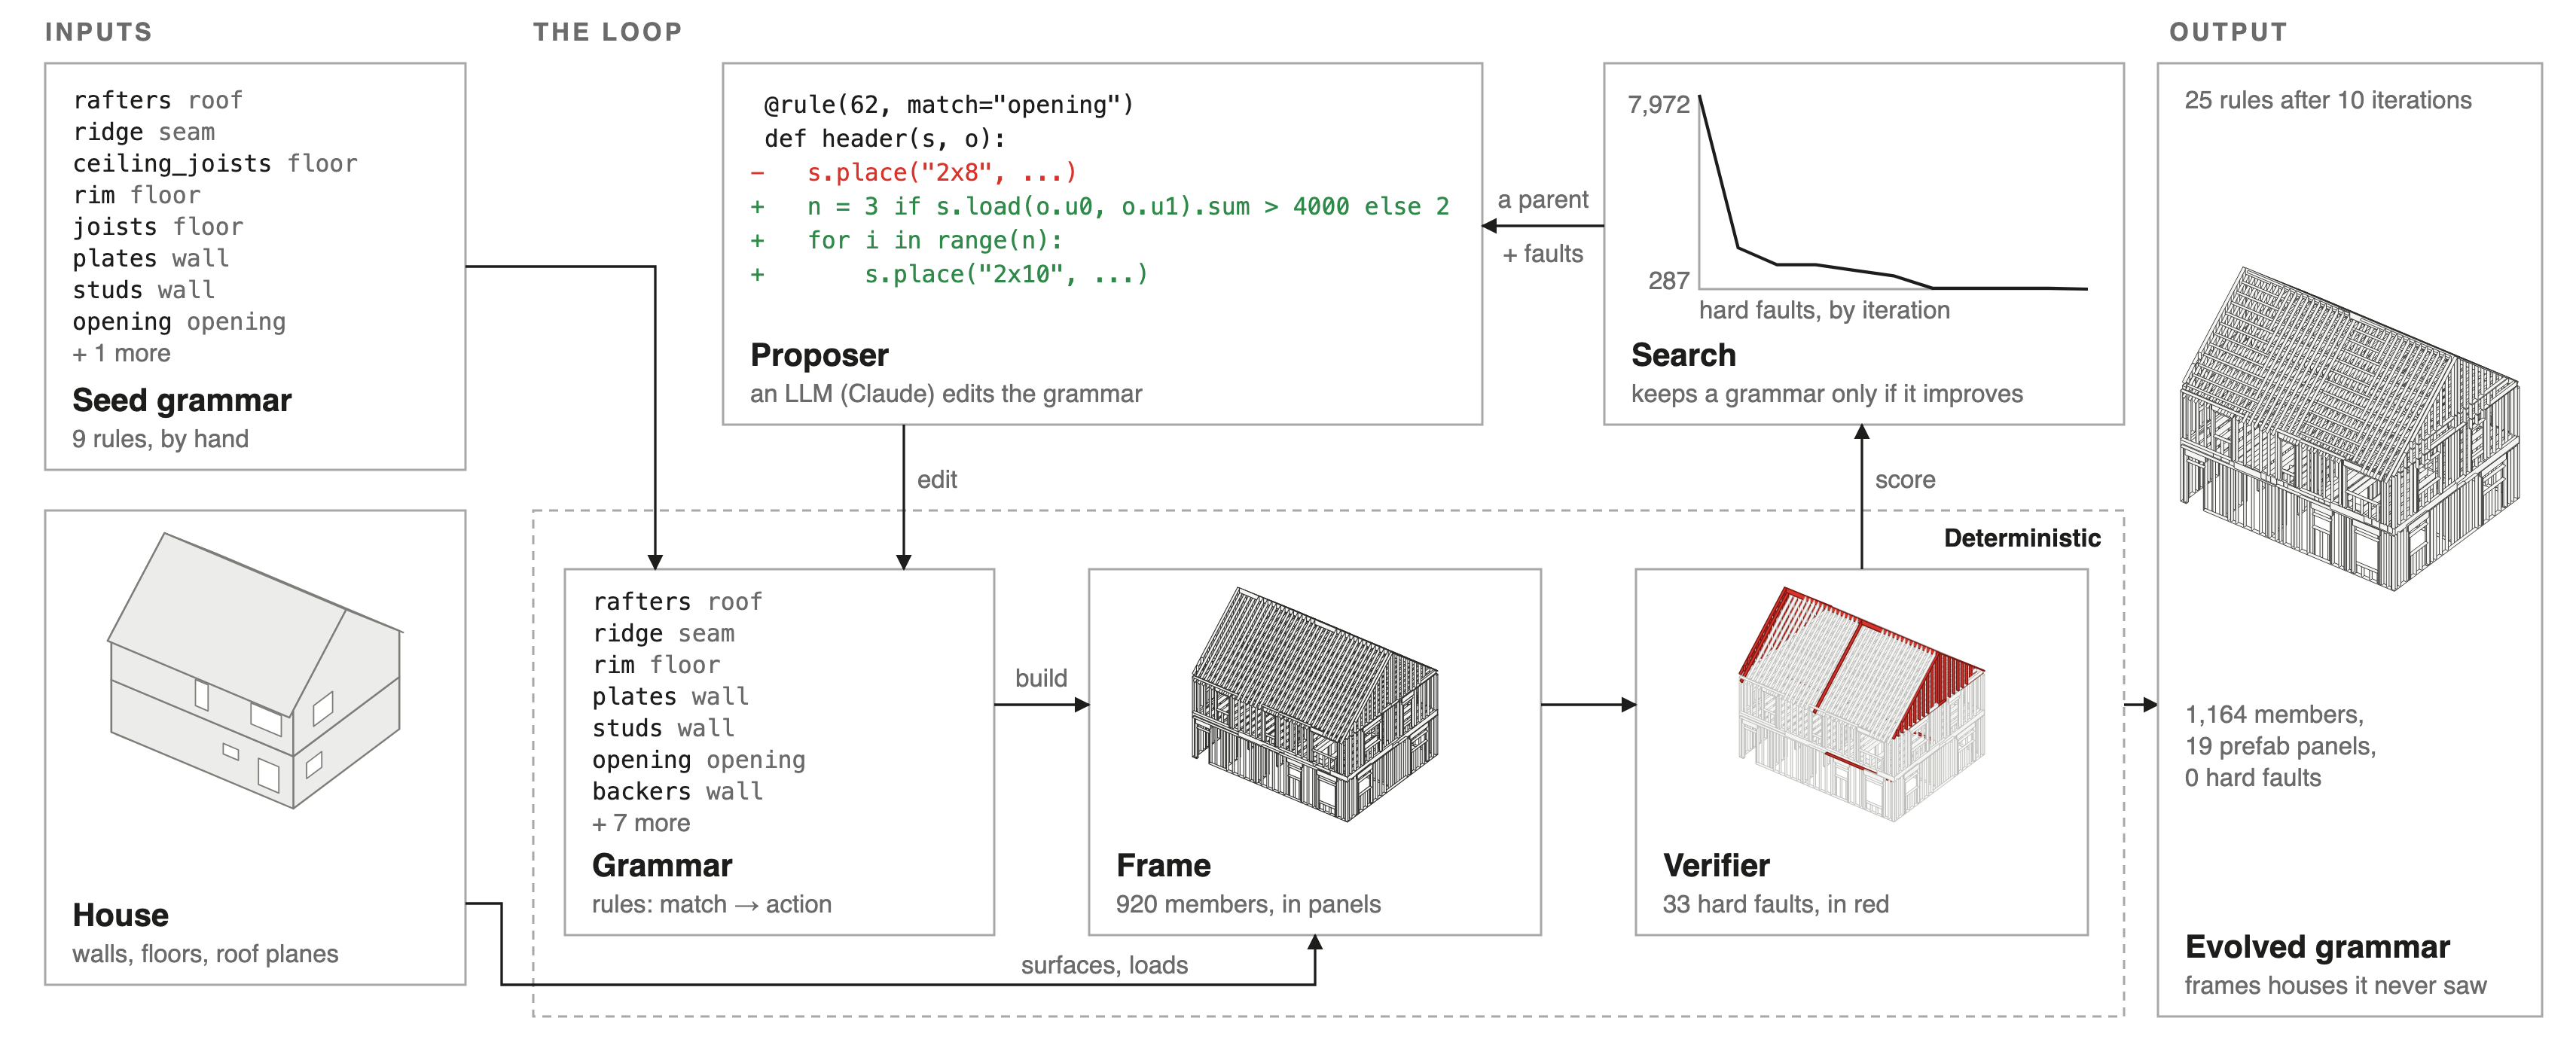 INPUTS
rafters roof
ridge seam
ceiling_joists floor
rim floor
joists floor
plates wall
studs wall
opening opening
+ 1 more
Seed grammar
9 rules, by hand
House
walls, floors, roof planes
THE LOOP
@rule(62, match="opening")
def header(s, o):
−   s.place("2x8", ...)
+   n = 3 if s.load(o.u0, o.u1).sum > 4000 else 2
+   for i in range(n):
+       s.place("2x10", ...)
Proposer
an LLM (Claude) edits the grammar
a parent
+ faults
7,972
287
hard faults, by iteration
Search
keeps a grammar only if it improves
edit
score
Deterministic
rafters roof
ridge seam
rim floor
plates wall
studs wall
opening opening
backers wall
+ 7 more
Grammar
rules: match → action
build
Frame
920 members, in panels
Verifier
33 hard faults, in red
surfaces, loads
OUTPUT
25 rules after 10 iterations
1,164 members,
19 prefab panels,
0 hard faults
Evolved grammar
frames houses it never saw